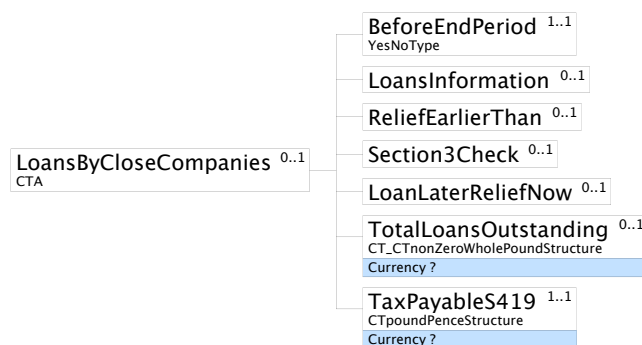 BeforeEndPeriod 1..1
YesNoType
LoansInformation 0..1
ReliefEarlierThan 0..1
LoansByCloseCompanies 0..1
CTA
Section3Check 0..1
LoanLaterReliefNow 0..1
TotalLoansOutstanding 0..1
CT_CTnonZeroWholePoundStructure
Currency ?
TaxPayableS419 1..1
CTpoundPenceStructure
Currency ?